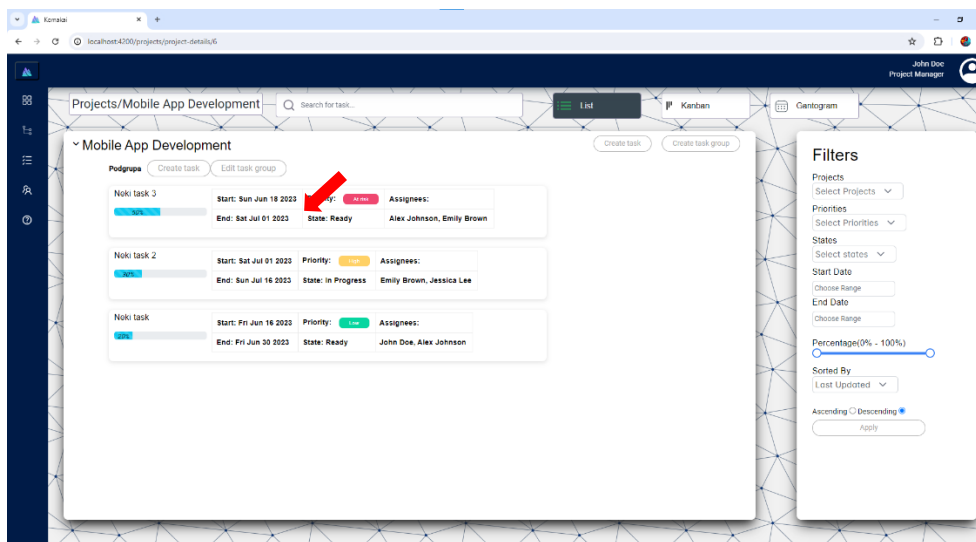 Komakai
localhost:4200/projects/project-details/6
John Doe
Project Manager
Projects/Mobile App Development
Search for task...
List
Kanban
Gantogram
Mobile App Development
Create task
Create task group
Podgrupa
Create task
Edit task group
Noki task 3
50%
Start: Sun Jun 18 2023
Assignees:
End: Sat Jul 01 2023
State: Ready
Alex Johnson, Emily Brown
Noki task 2
30%
Start: Sat Jul 01 2023
Priority:
Assignees:
End: Sun Jul 16 2023
State: In Progress
Emily Brown, Jessica Lee
Noki task
20%
Start: Fri Jun 16 2023
Priority:
Low
Assignees:
End: Fri Jun 30 2023
State: Ready
John Doe, Alex Johnson
Filters
Projects
Select Projects
Priorities
Select Priorities
States
Select states
Start Date
Choose Range
End Date
Choose Range
Percentage(0% - 100%)
Sorted By
Last Updated
Ascending
Descending
Apply